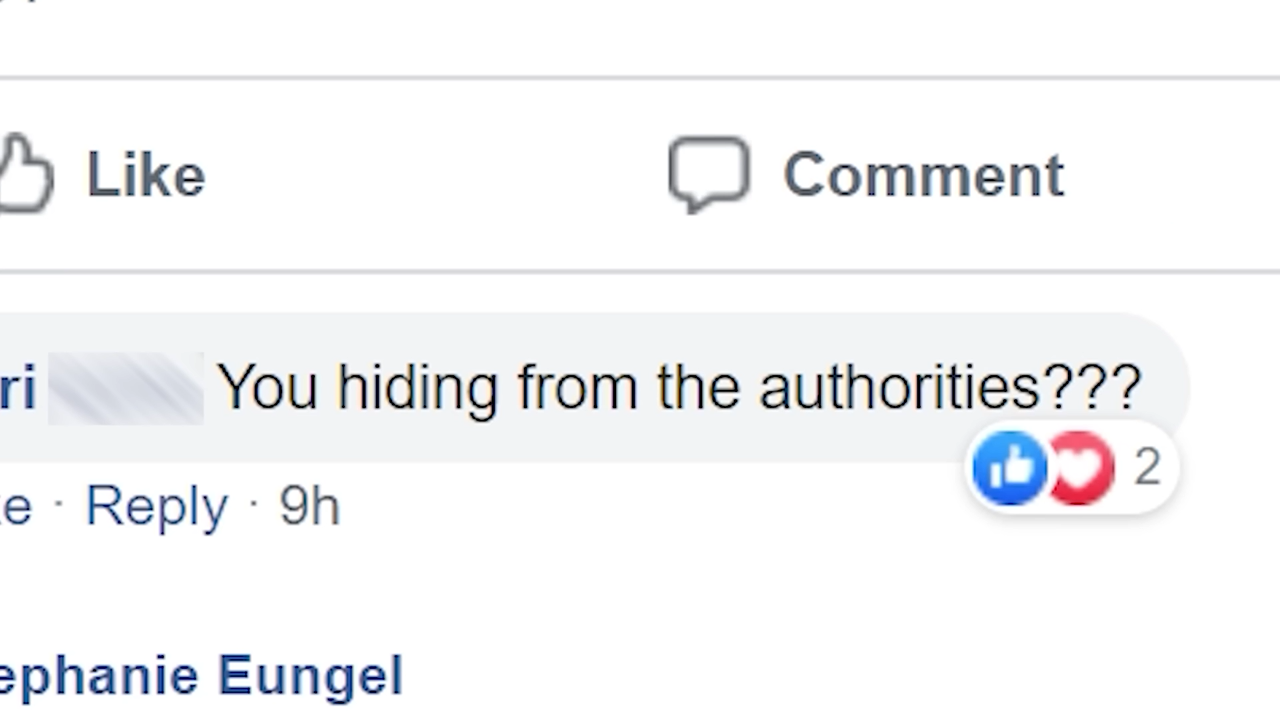 Like Comment
ri You hiding from the authorities???
2
e · Reply · 9h
ephanie Eungel